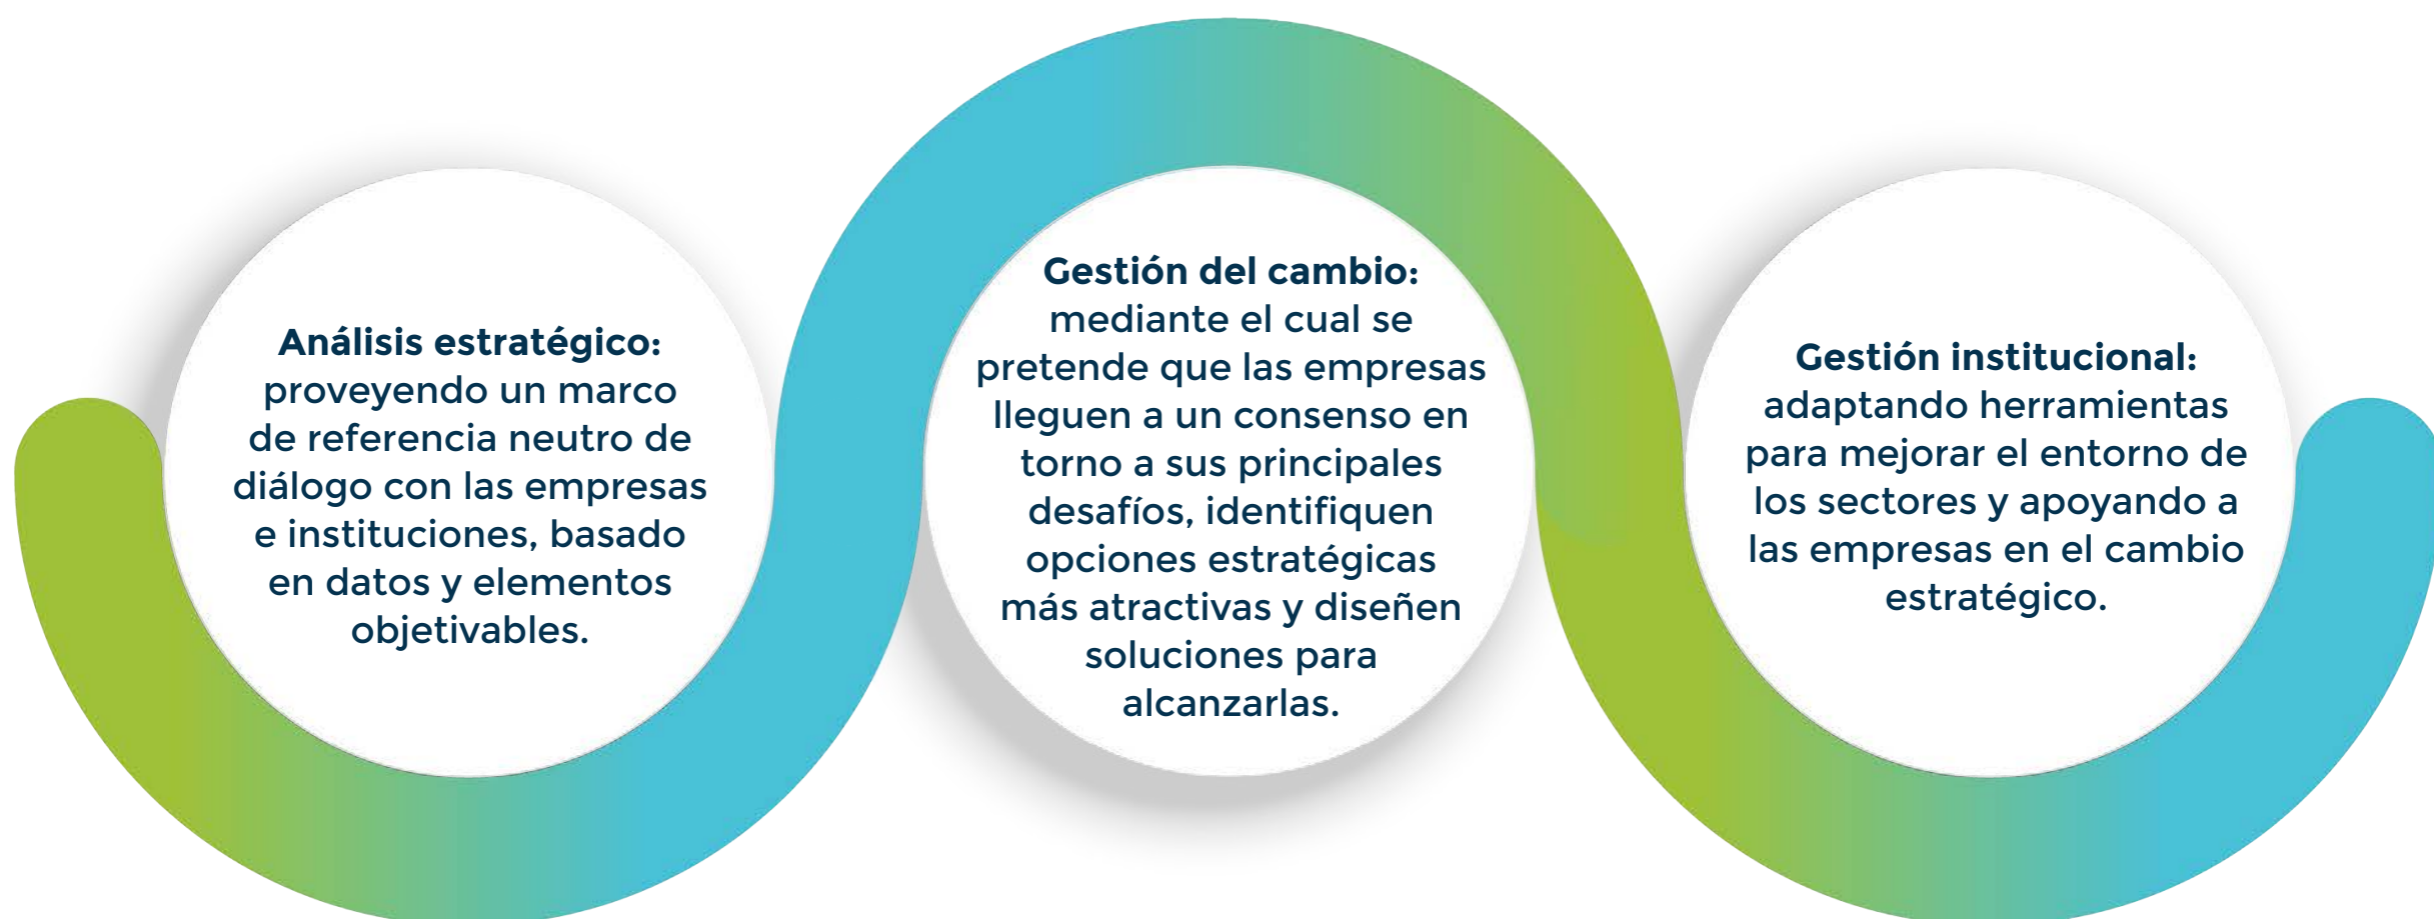 Análisis estratégico:
proveyendo un marco
de referencia neutro de
diálogo con las empresas
e instituciones, basado
en datos y elementos
objetivables.
Gestión del cambio:
mediante el cual se
pretende que las empresas
lleguen a un consenso en
torno a sus principales
desafíos, identifiquen
opciones estratégicas
más atractivas y diseñen
soluciones para
alcanzarlas.
Gestión institucional:
adaptando herramientas
para mejorar el entorno de
los sectores y apoyando a
las empresas en el cambio
estratégico.